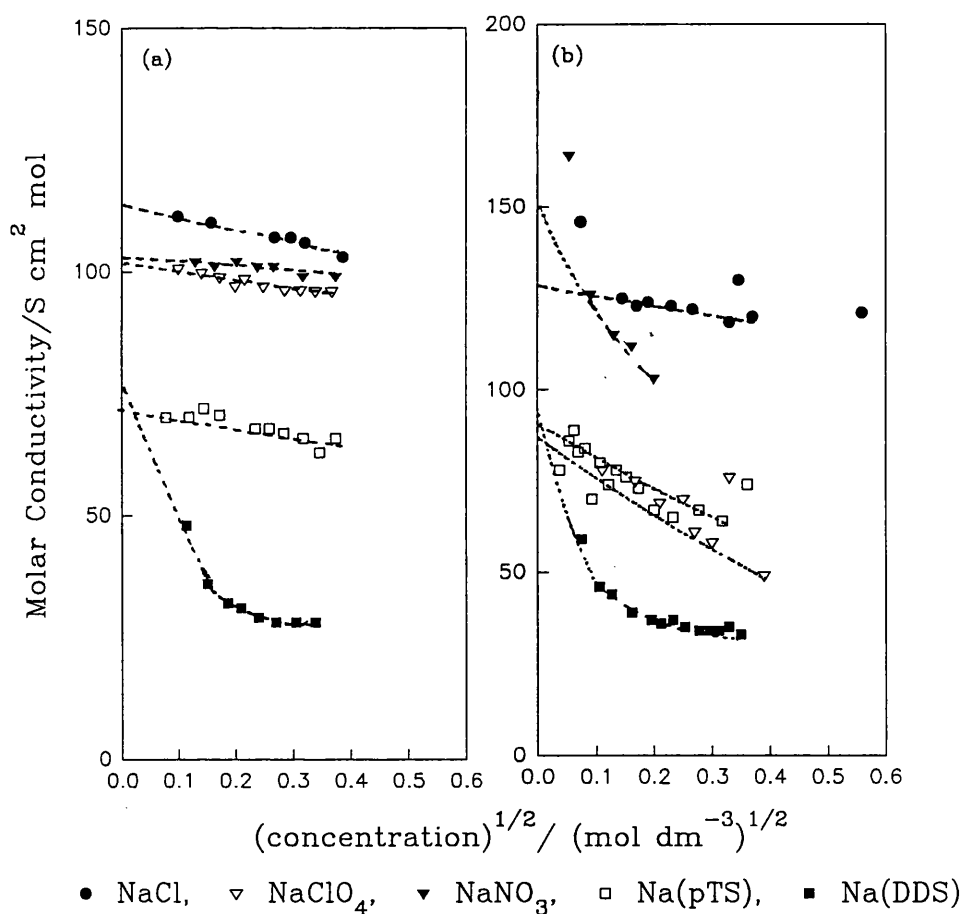 150
100
50
0
(a)
200
150
100
50
0
(b)
Molar Conductivity/S cm² mol
0.0 0.1 0.2 0.3 0.4 0.5 0.6
0.0 0.1 0.2 0.3 0.4 0.5 0.6
(concentration)^1/2/ (mol dm⁻³)^1/2
● NaCl, ▽ NaClO₄, ▼ NaNO₃, □ Na(pTS), ■ Na(DDS)